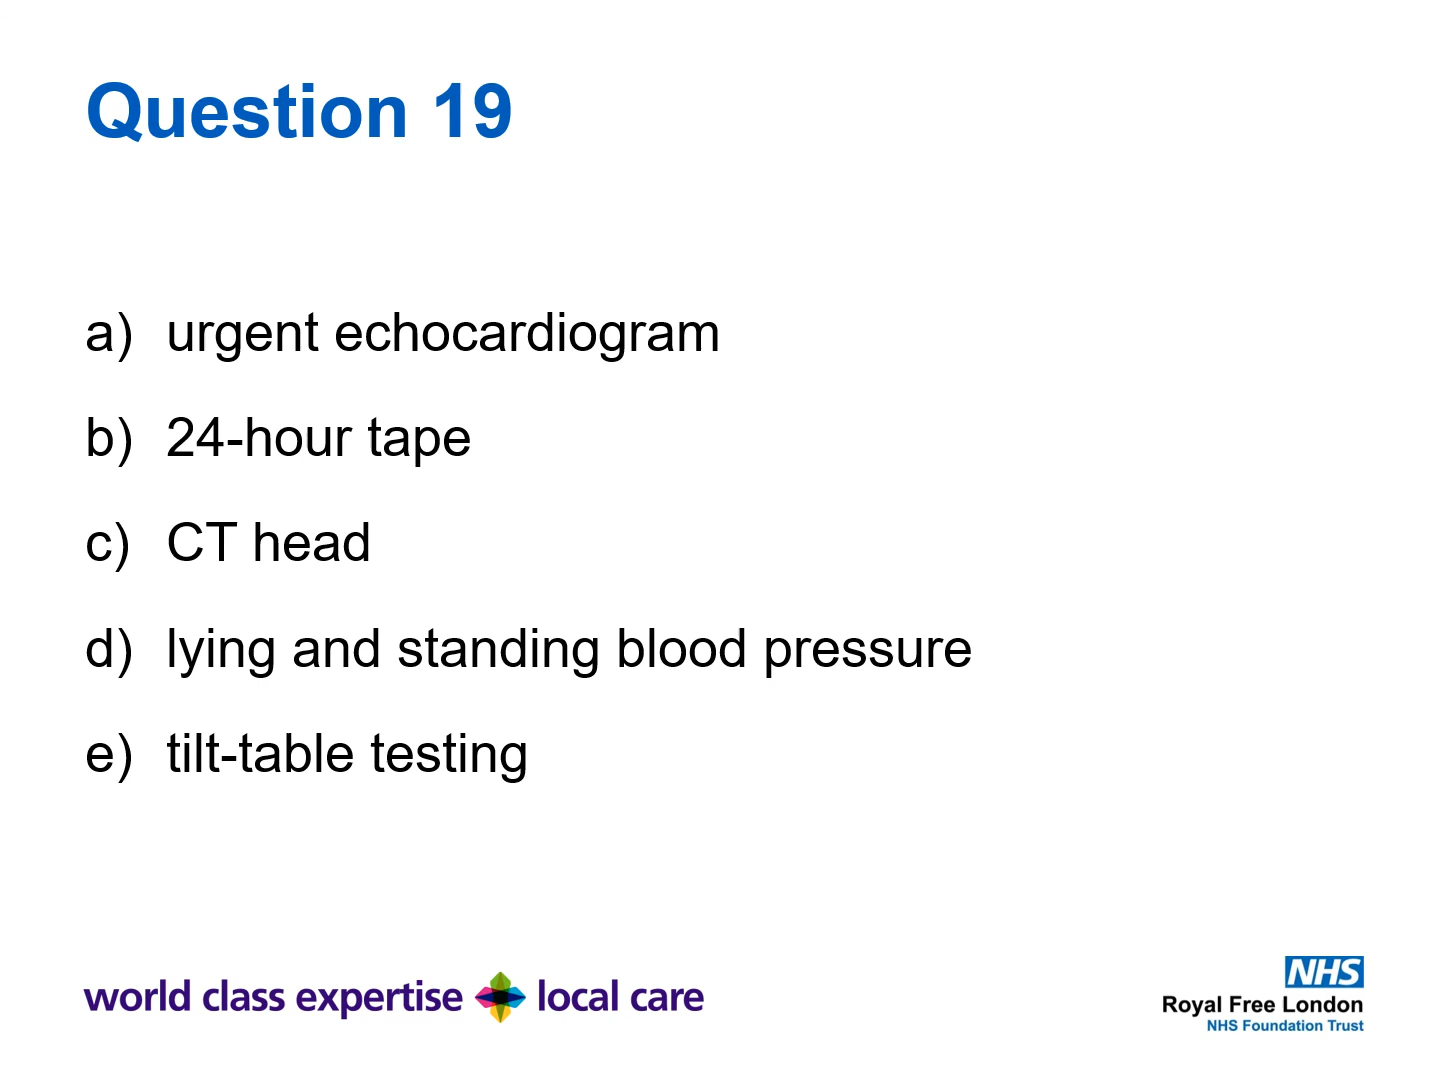 Question 19
a) urgent echocardiogram
b) 24-hour tape
c) CT head
d) lying and standing blood pressure
e) tilt-table testing
world class expertise local care
NHS
Royal Free London
NHS Foundation Trust